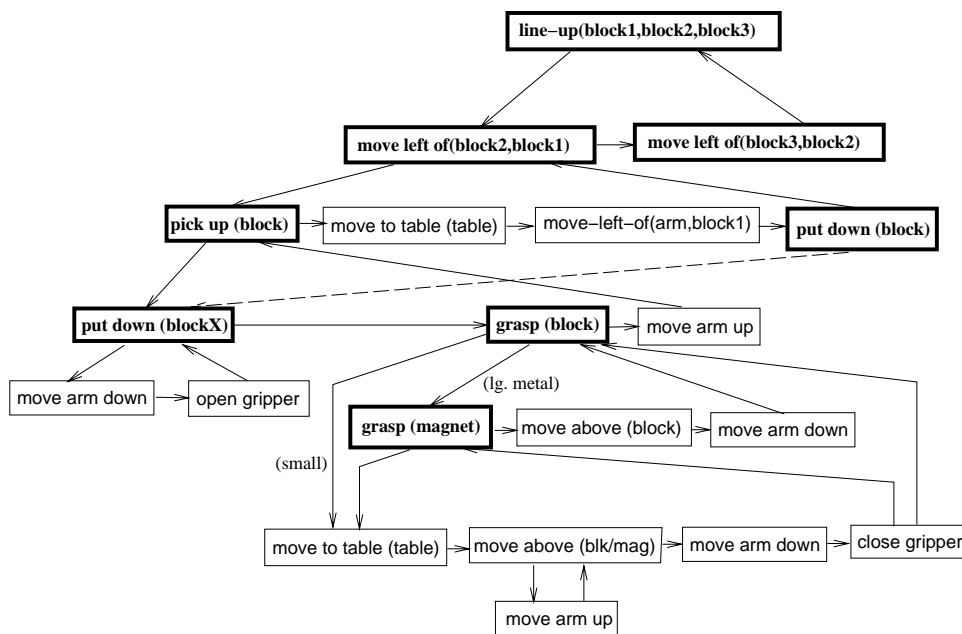 line−up(block1,block2,block3)
move left of(block2,block1)
move left of(block3,block2)
pick up (block)
move to table (table)
move−left−of(arm,block1)
put down (block)
put down (blockX)
grasp (block)
move arm up
move arm down
open gripper
(lg. metal)
grasp (magnet)
move above (block)
move arm down
(small)
move to table (table)
move above (blk/mag)
move arm down
close gripper
move arm up